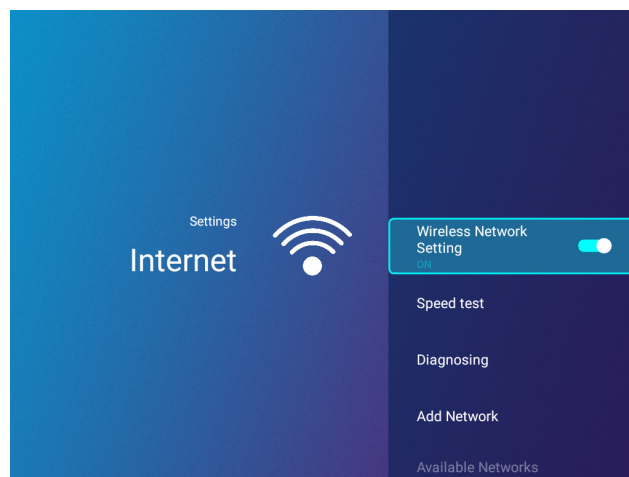 Settings
Internet
Wireless Network
Setting
ON
Speed test
Diagnosing
Add Network
Available Networks